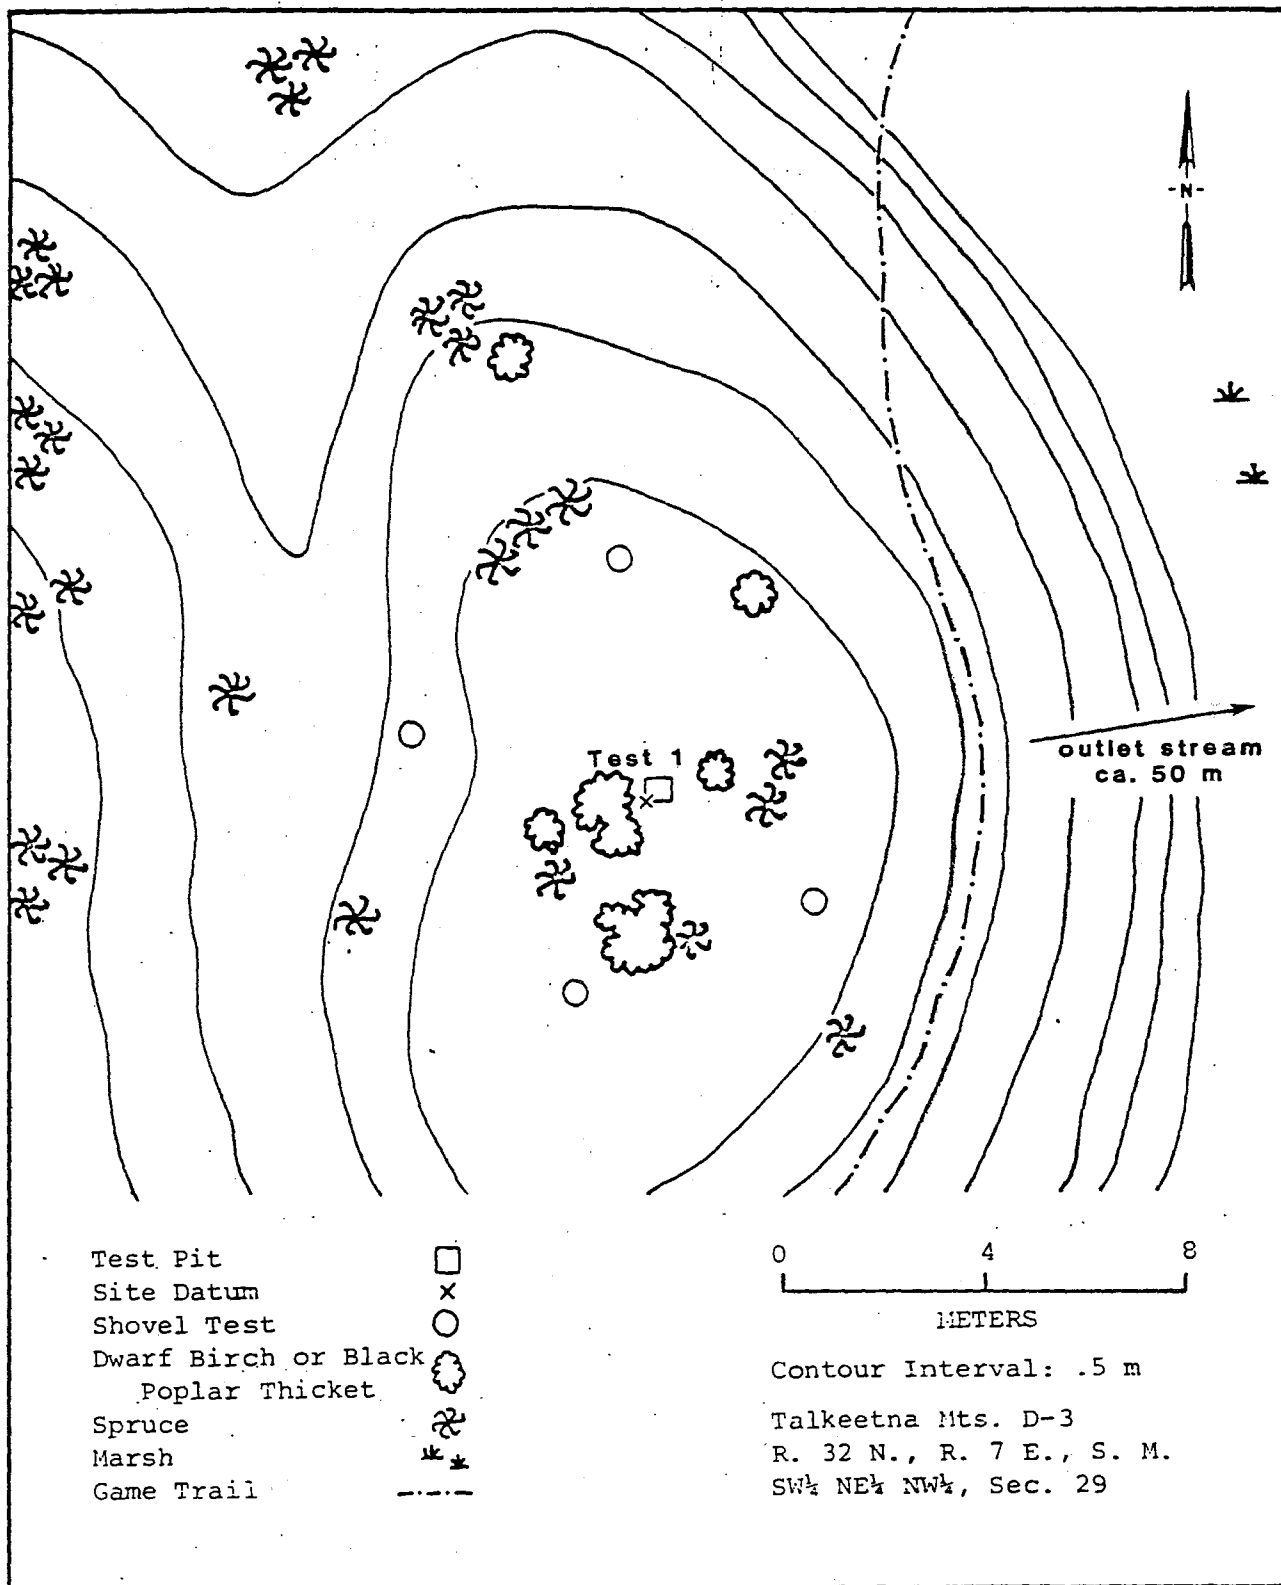 -N-
Test 1
outlet stream
ca. 50 m
Test Pit
Site Datum
Shovel Test
Dwarf Birch or Black
Poplar Thicket
Spruce
Marsh
Game Trail
0 4 8
METERS
Contour Interval: .5 m
Talkeetna Mts. D-3
R. 32 N., R. 7 E., S. M.
SW¼ NE¼ NW¼, Sec. 29